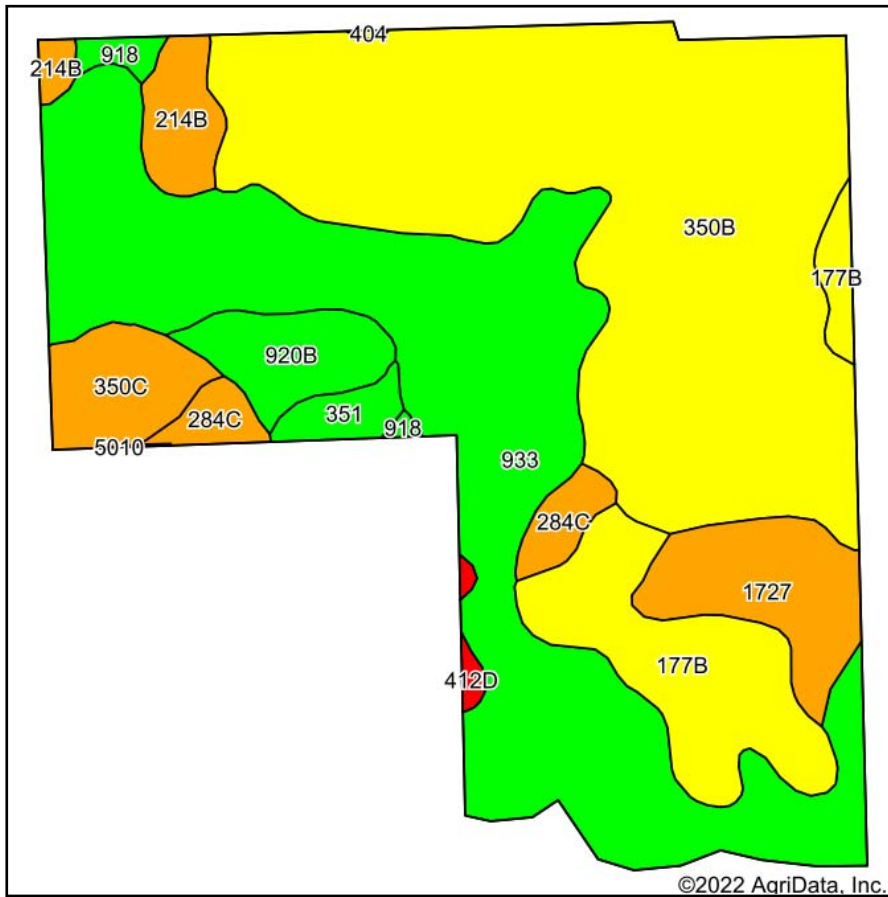 404
918
214B
214B
350B
177B
920B
350C
351
284C
918
5010
933
284C
1727
177B
412D
©2022 AgriData, Inc.